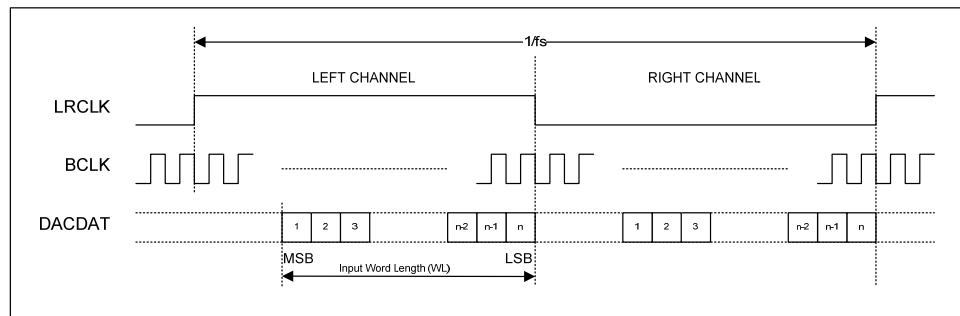 1/fs
LEFT CHANNEL RIGHT CHANNEL
LRCLK
BCLK
DACDAT 1 2 3 n-2 n-1 n 1 2 3 n-2 n-1 n
MSB LSB
Input Word Length (WL)